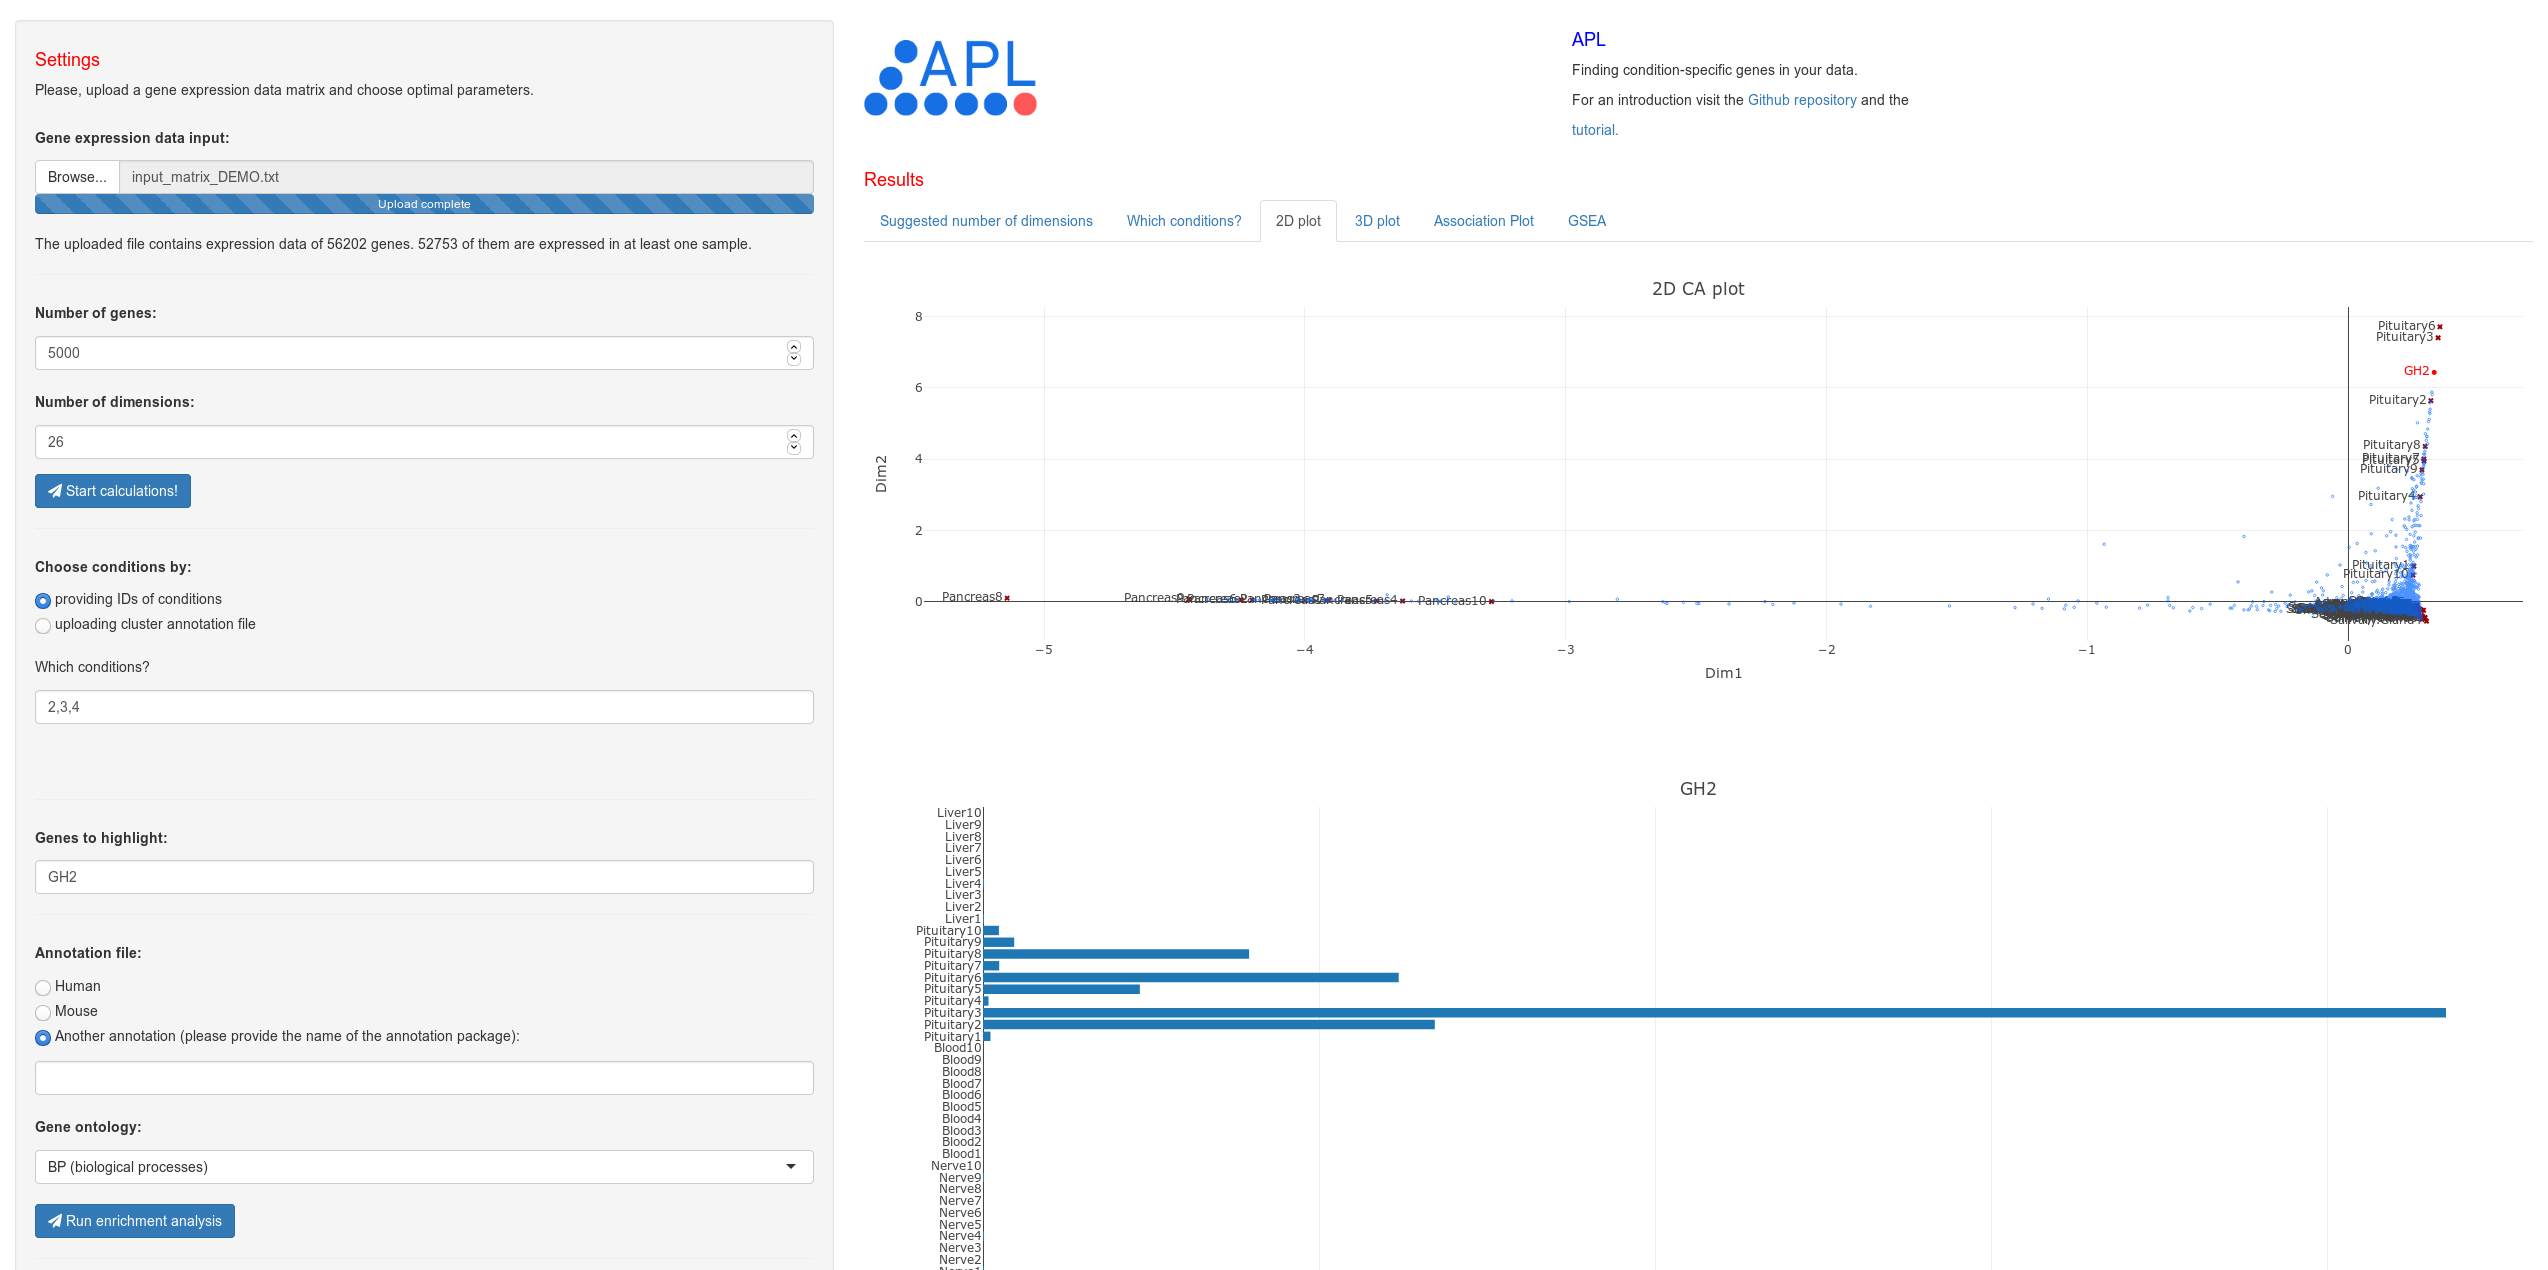 Settings
Please, upload a gene expression data matrix and choose optimal parameters.
Gene expression data input:
Browse...
input_matrix_DEMO.txt
Upload complete
The uploaded file contains expression data of 56202 genes. 52753 of them are expressed in at least one sample.
Number of genes:
5000
Number of dimensions:
26
Start calculations!
Choose conditions by:
providing IDs of conditions
uploading cluster annotation file
Which conditions?
2,3,4
Genes to highlight:
GH2
Annotation file:
Human
Mouse
Another annotation (please provide the name of the annotation package):
Gene ontology:
BP (biological processes)
Run enrichment analysis
APL
APL
Finding condition-specific genes in your data.
For an introduction visit the Github repository and the
tutorial.
Results
Suggested number of dimensions
Which conditions?
2D plot
3D plot
Association Plot
GSEA
2D CA plot
8
6
4
2
0
Dim2
Pituitary6
Pituitary3
GH2
Pituitary2
Pituitary8
Pituitary9
Pituitary4
Pituitary1
Pituitary10
Pancreas8
Pancreas10
−5
−4
−3
−2
−1
0
Dim1
GH2
Liver10
Liver9
Liver8
Liver7
Liver6
Liver5
Liver4
Liver3
Liver2
Liver1
Pituitary10
Pituitary9
Pituitary8
Pituitary7
Pituitary6
Pituitary5
Pituitary4
Pituitary3
Pituitary2
Pituitary1
Blood10
Blood9
Blood8
Blood7
Blood6
Blood5
Blood4
Blood3
Blood2
Blood1
Nerve10
Nerve9
Nerve8
Nerve7
Nerve6
Nerve5
Nerve4
Nerve3
Nerve2